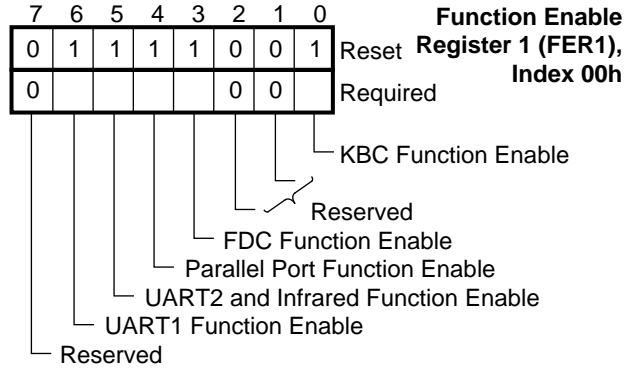 7 6 5 4 3 2 1 0
Function Enable
Register 1 (FER1),
Index 00h
0 1 1 1 1 0 0 1 Reset
0 0 0 Required
KBC Function Enable
Reserved
FDC Function Enable
Parallel Port Function Enable
UART2 and Infrared Function Enable
UART1 Function Enable
Reserved